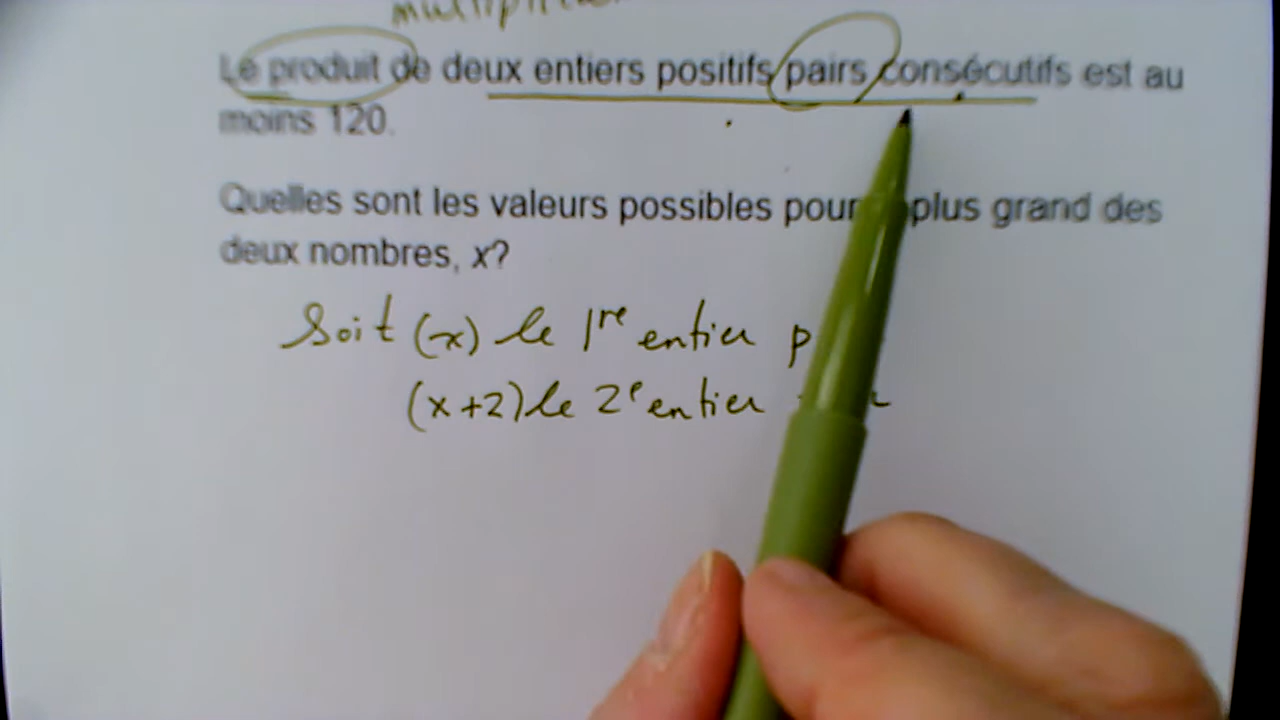 Le produit de deux entiers positifs pairs consécutifs est au
moins 120.
Quelles sont les valeurs possibles pour plus grand des
deux nombres, x?
Soit (x) le 1re entier
(x+2) le 2e entier